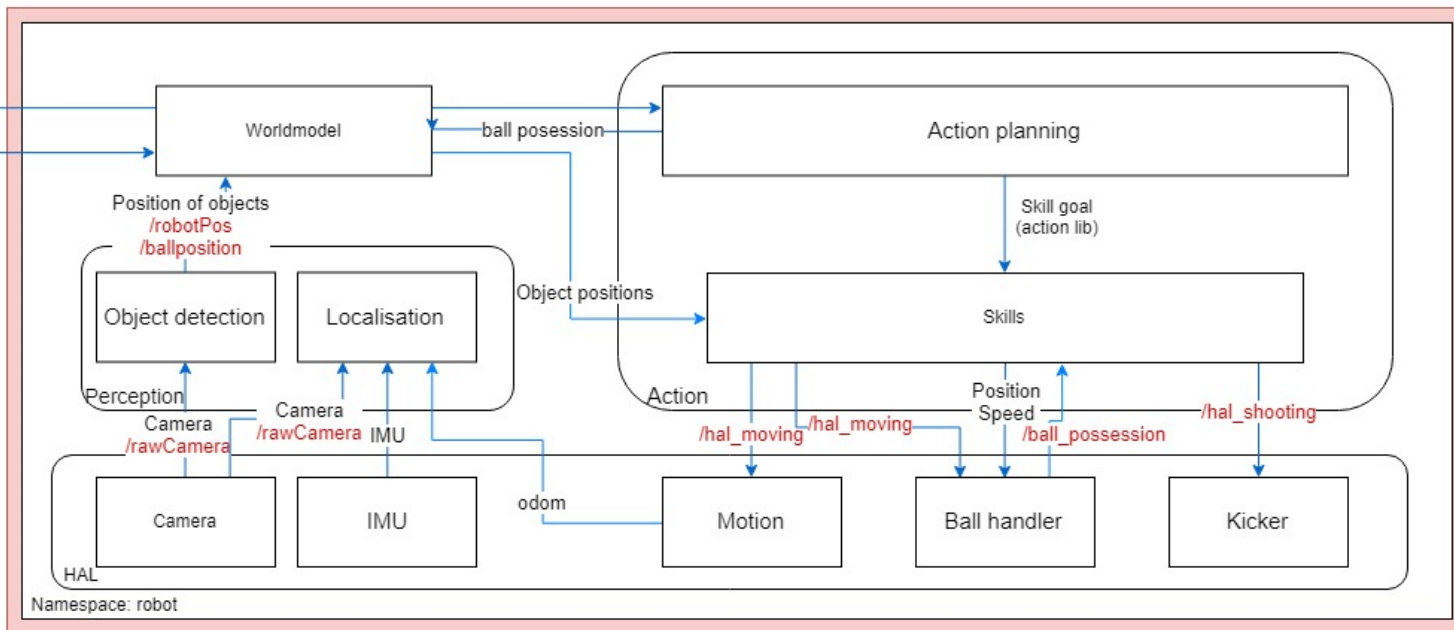 Worldmodel
ball posession
Action planning
Position of objects
/robotPos
/ballposition
Skill goal
(action lib)
Object detection
Localisation
Object positions
Skills
Perception
Action
Camera
/rawCamera
Camera
/rawCamera
IMU
/hal_moving
/hal_moving
Position
Speed
/ball_possession
/hal_shooting
Camera
IMU
odom
Motion
Ball handler
Kicker
HAL
Namespace: robot